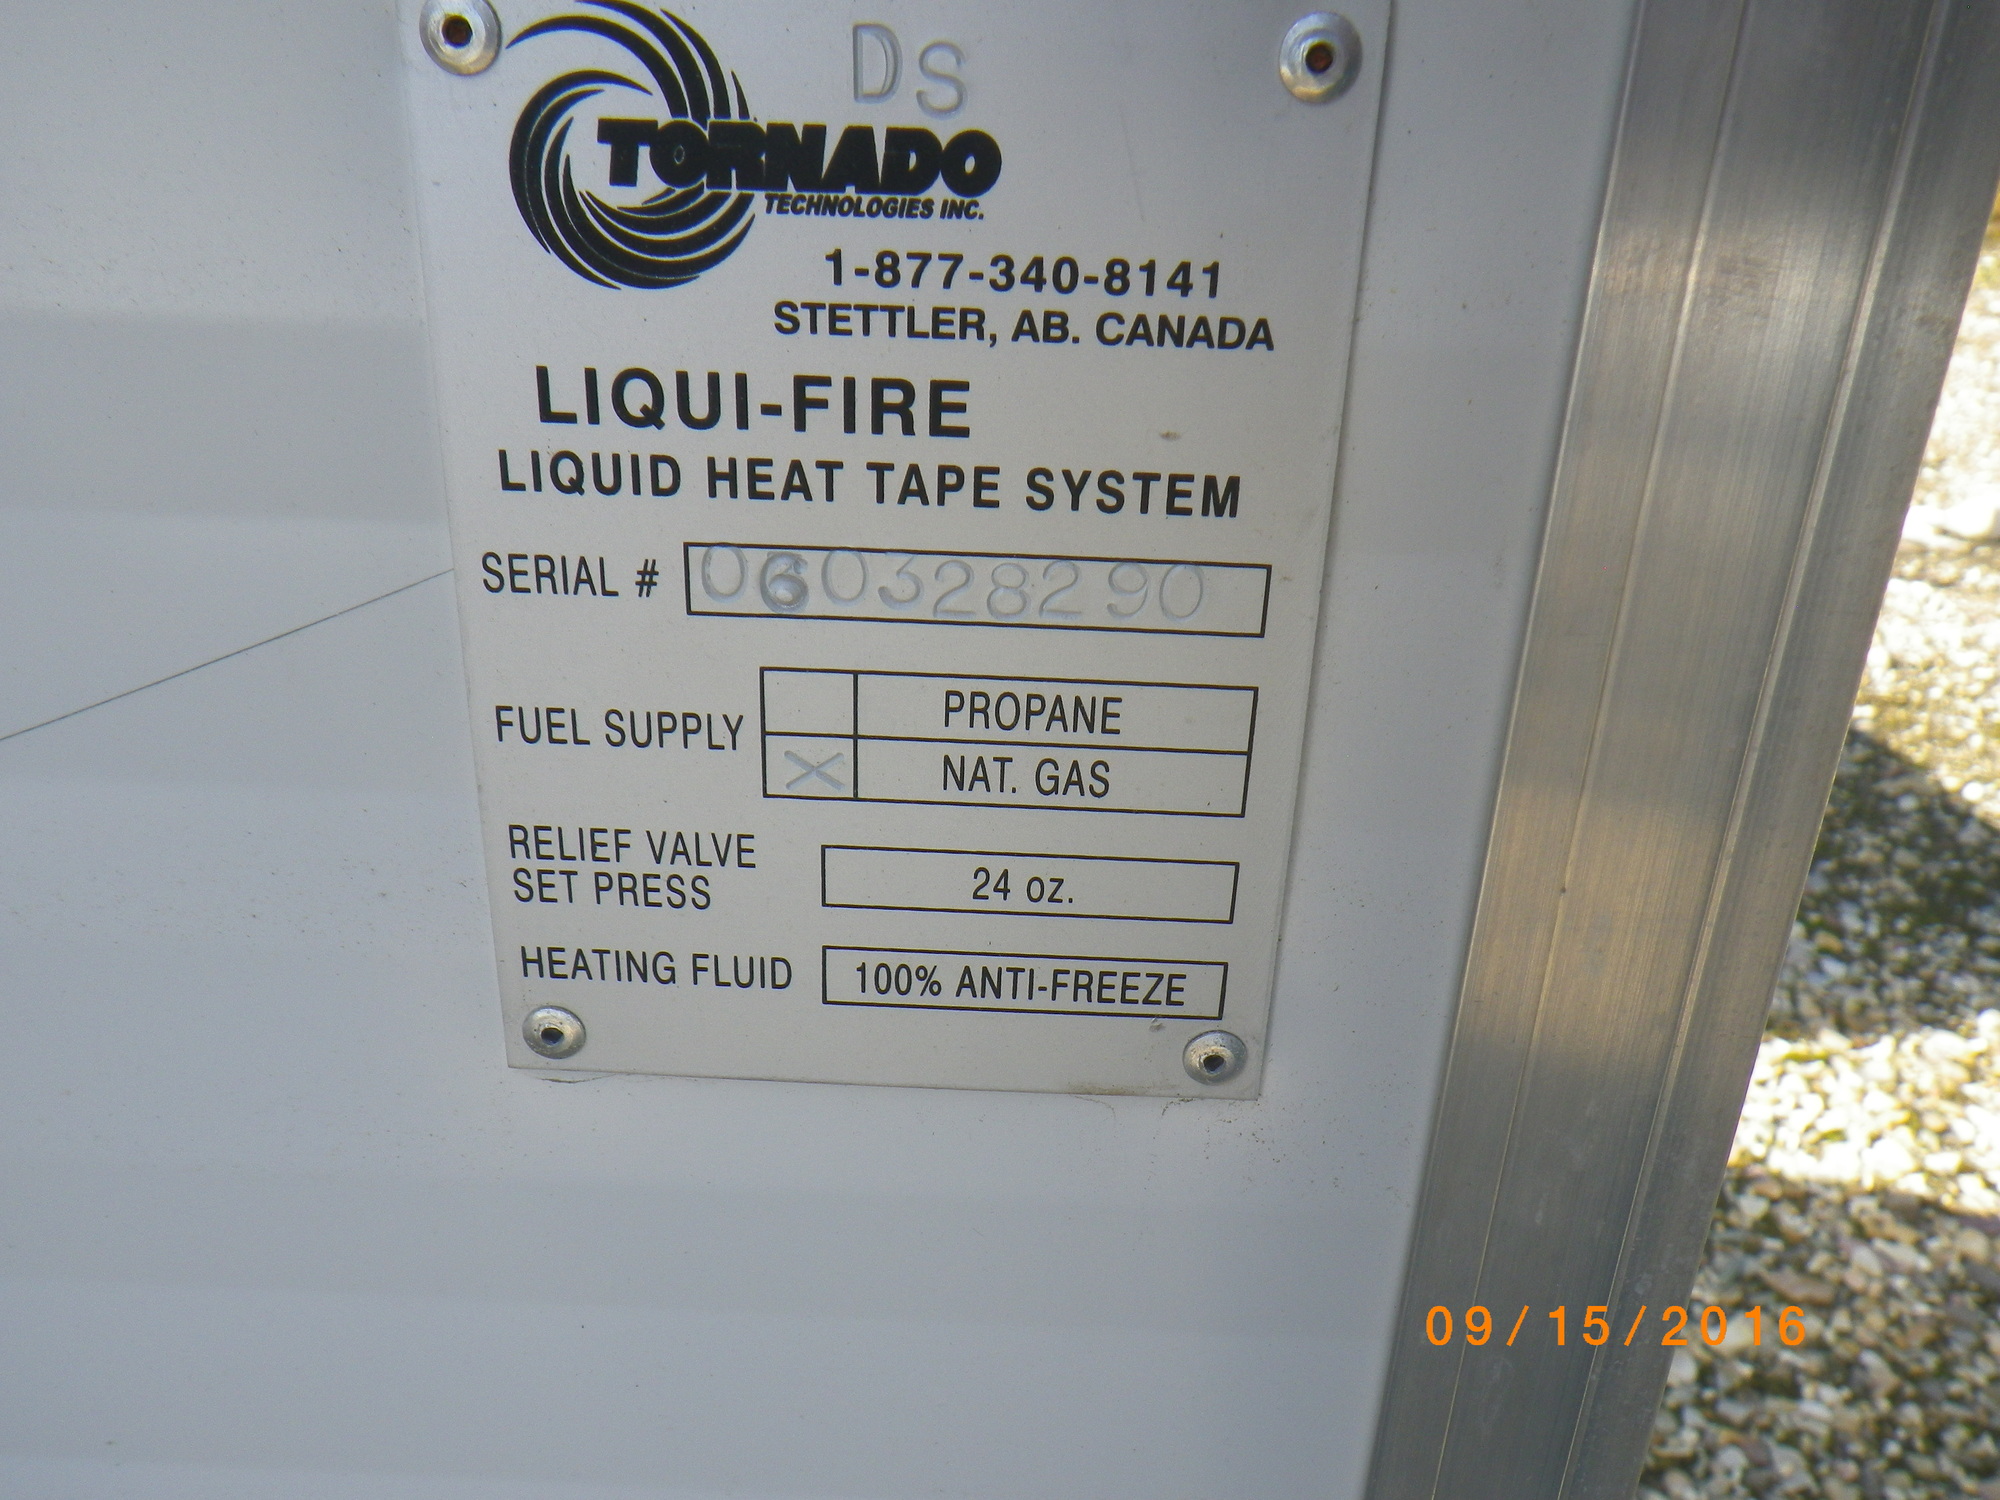 DS
TORNADO
TECHNOLOGIES INC.
1-877-340-8141
STETTLER, AB. CANADA
LIQUI-FIRE
LIQUID HEAT TAPE SYSTEM
SERIAL # 060328290
FUEL SUPPLY
PROPANE
X NAT. GAS
RELIEF VALVE
SET PRESS
24 oz.
HEATING FLUID 100% ANTI-FREEZE
09/15/2016